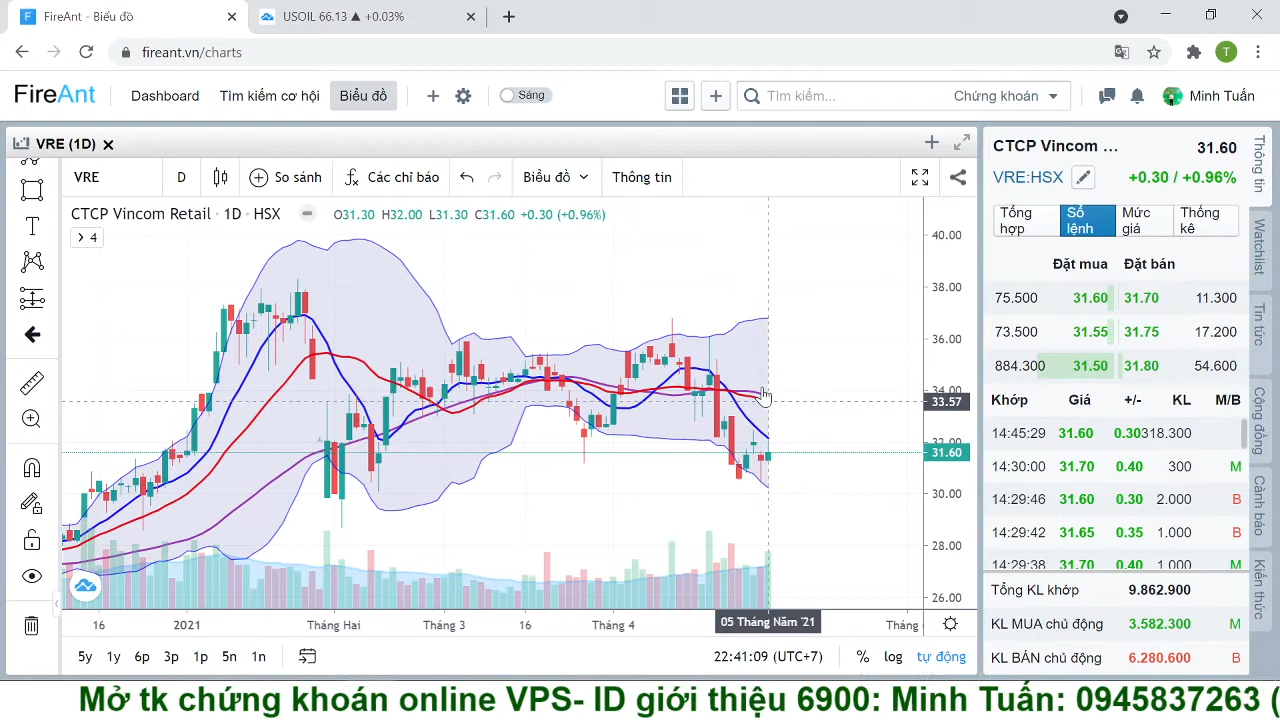 FireAnt - Biểu đồ
USOIL 66.13 ▲ +0.03%
fireant.vn/charts
T
FireAnt
Dashboard
Tìm kiếm cơ hội
Biểu đồ
Sáng
Tìm kiếm...
Chứng khoán
Minh Tuấn
VRE (1D)
VRE
D
So sánh
Các chỉ báo
Biểu đồ
Thông tin
CTCP Vincom Retail · 1D · HSX
O31.30 H32.00 L31.30 C31.60 +0.30 (+0.96%)
4
40.00
38.00
36.00
34.00
33.57
32.00
31.60
30.00
28.00
26.00
16
2021
Tháng Hai
Tháng 3
16
Tháng 4
05 Tháng Năm '21
5y 1y 6p 3p 1p 5n 1n
22:41:09 (UTC+7)
% log tự động
CTCP Vincom ...
31.60
VRE:HSX
+0.30 / +0.96%
Tổng hợp
Sổ lệnh
Mức giá
Thống kê
Đặt mua Đặt bán
75.500 31.60 31.70 11.300
73.500 31.55 31.75 17.200
884.300 31.50 31.80 54.600
Khớp Giá +/- KL M/B
14:45:29 31.60 0.30 318.300
14:30:00 31.70 0.40 300 M
14:29:46 31.60 0.30 2.000 B
14:29:42 31.65 0.35 1.000 B
14:29:38 31.70 0.40 1.000 M
Tổng KL khớp 9.862.900
KL MUA chủ động 3.582.300 M
KL BÁN chủ động 6.280.600 B
Thông tin
Watchlist
Tin tức
Cộng đồng
Cảnh báo
Kiến thức
Mở tk chứng khoán online VPS- ID giới thiệu 6900: Minh Tuấn: 0945837263 (